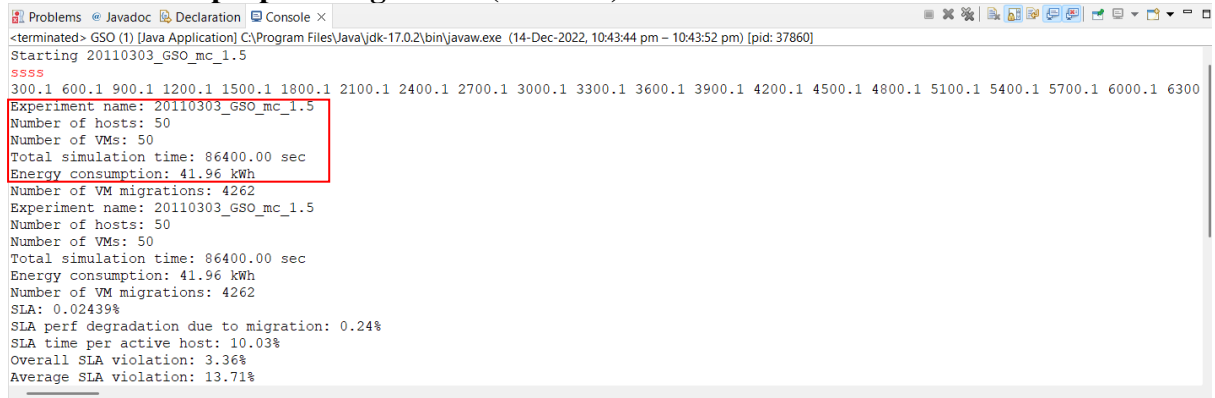 Problems @ Javadoc Declaration Console ×
<terminated> GSO (1) [Java Application] C:\Program Files\Java\jdk-17.0.2\bin\javaw.exe (14-Dec-2022, 10:43:44 pm – 10:43:52 pm) [pid: 37860]
Starting 20110303_GSO_mc_1.5
ssss
300.1 600.1 900.1 1200.1 1500.1 1800.1 2100.1 2400.1 2700.1 3000.1 3300.1 3900.1 3600.1 3900.1 4200.1 4500.1 4800.1 5100.1 5400.1 5700.1 6000.1 6300
Experiment name: 20110303_GSO_mc_1.5
Number of hosts: 50
Number of VMs: 50
Total simulation time: 86400.00 sec
Energy consumption: 41.96 kWh
Number of VM migrations: 4262
Experiment name: 20110303_GSO_mc_1.5
Number of hosts: 50
Number of VMs: 50
Total simulation time: 86400.00 sec
Energy consumption: 41.96 kWh
Number of VM migrations: 4262
SLA: 0.02439%
SLA perf degradation due to migration: 0.24%
SLA time per active host: 10.03%
Overall SLA violation: 3.36%
Average SLA violation: 13.71%